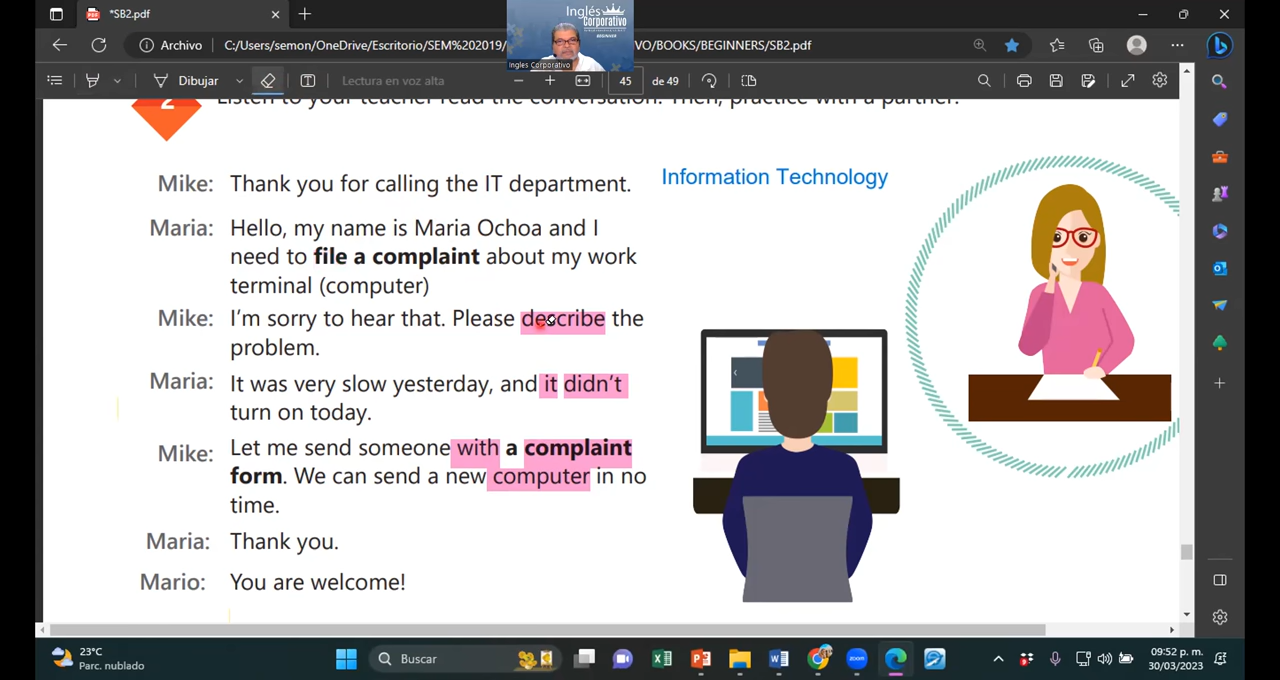 *SB2.pdf
Inglés
Corporativo
BEGINNER
Archivo
C:/Users/semon/OneDrive/Escritorio/SEM%202019/
VO/BOOKS/BEGINNERS/SB2.pdf
Ingles Corporativo
Dibujar
Lectura en voz alta
45
de 49
2
Listen to your teacher read the conversation. Then, practice with a partner.
Mike: Thank you for calling the IT department.
Information Technology
Maria: Hello, my name is Maria Ochoa and I
need to file a complaint about my work
terminal (computer)
Mike: I'm sorry to hear that. Please describe the
problem.
Maria: It was very slow yesterday, and it didn't
turn on today.
Mike: Let me send someone with a complaint
form. We can send a new computer in no
time.
Maria: Thank you.
Mario: You are welcome!
23°C
Parc. nublado
Buscar
zoom
09:52 p. m.
30/03/2023